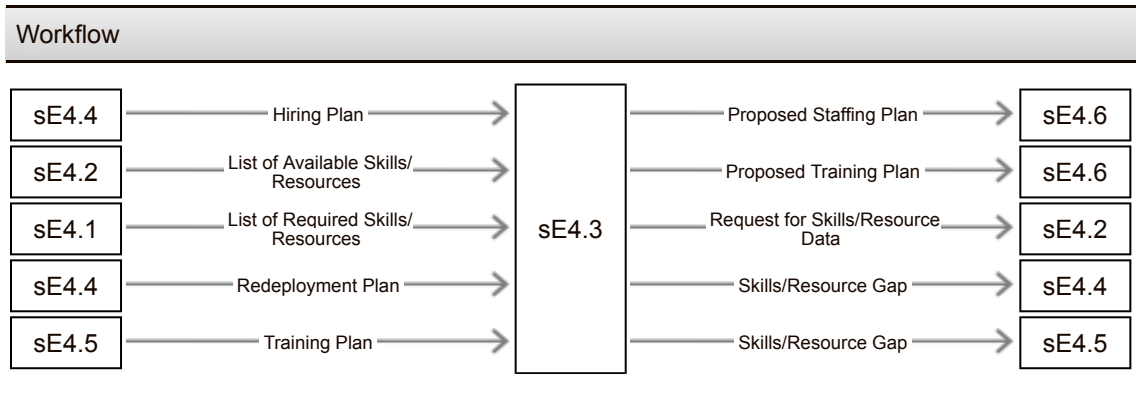 Workflow
sE4.4
Hiring Plan
Proposed Staffing Plan
sE4.6
sE4.2
List of Available Skills/
Resources
Proposed Training Plan
sE4.6
sE4.1
List of Required Skills/
Resources
sE4.3
Request for Skills/Resource
Data
sE4.2
sE4.4
Redeployment Plan
Skills/Resource Gap
sE4.4
sE4.5
Training Plan
Skills/Resource Gap
sE4.5